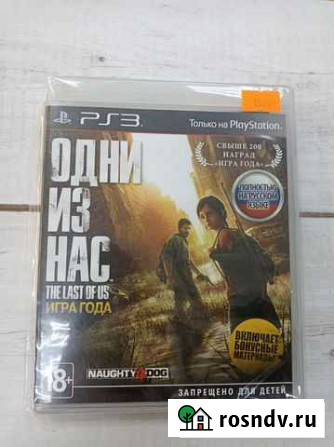 PS3
Только на PlayStation.
ОДНИ
ИЗ
НАС
THE LAST OF US
ИГРА ГОДА
СВЫШЕ 200
НАГРАД
«ИГРА ГОДА»
ПОЛНОСТЬЮ
НА РУССКОМ
ЯЗЫКЕ
ВКЛЮЧАЕТ
БОНУСНЫЕ
МАТЕРИАЛЫ
18+
NAUGHTY DOG
ЗАПРЕЩЕНО ДЛЯ ДЕТЕЙ
rosndv.ru